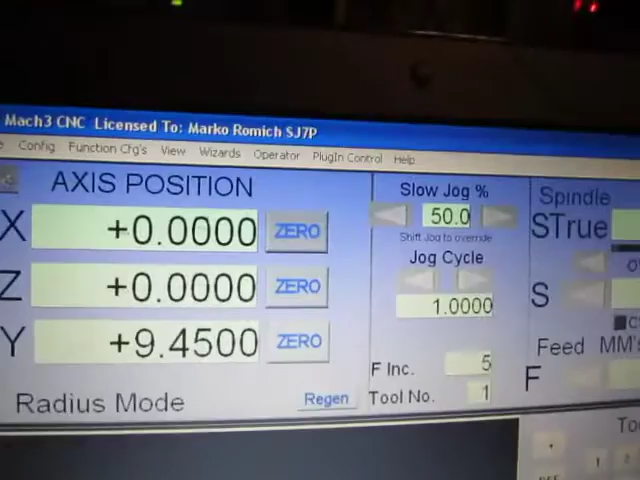 Mach3 CNC Licensed To: Marko Romich SJ7P
Config Function Cfg's View Wizards Operator PlugIn Control Help
AXIS POSITION
X +0.0000 ZERO
Z +0.0000 ZERO
Y +9.4500 ZERO
Radius Mode Regen
Slow Jog %
50.0
Shift Jog to override
Jog Cycle
1.0000
F Inc. 5
Tool No. 1
Spindle
STrue
S
Feed MM's
F